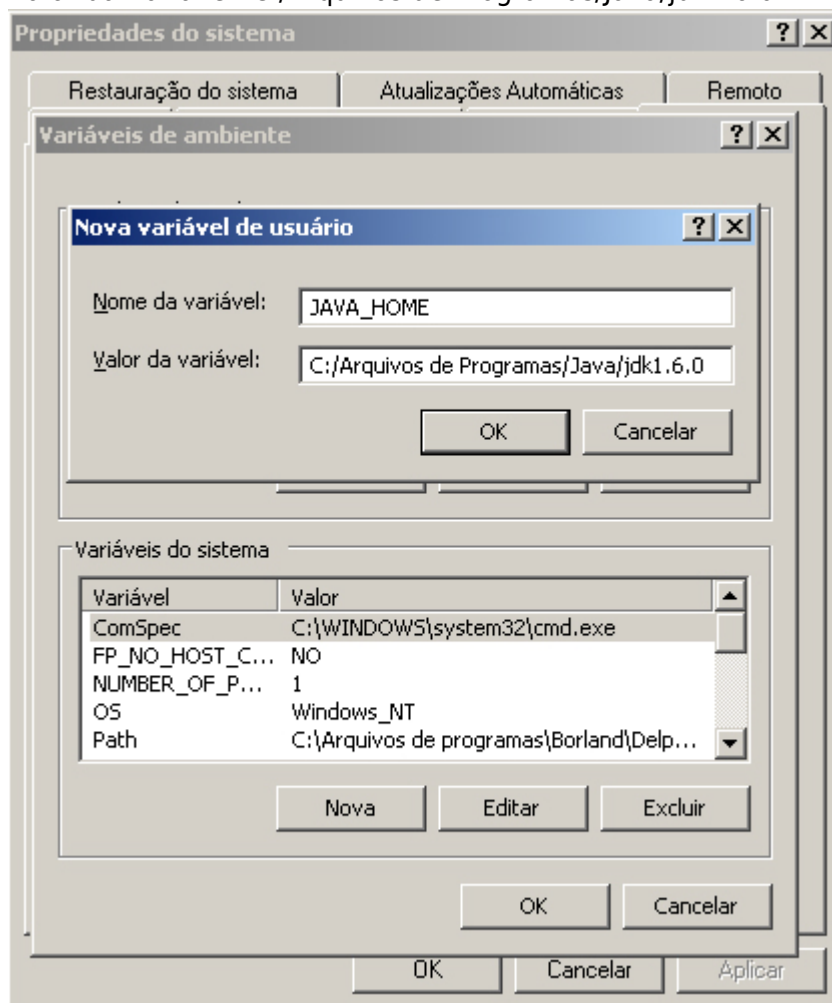 Propriedades do sistema
Restauração do sistema Atualizações Automáticas Remoto
Variáveis de ambiente
Nova variável de usuário
Nome da variável: JAVA_HOME
Valor da variável: C:/Arquivos de Programas/Java/jdk1.6.0
OK Cancelar
Variáveis do sistema
Variável Valor
ComSpec C:\WINDOWS\system32\cmd.exe
FP_NO_HOST_C... NO
NUMBER_OF_P... 1
OS Windows_NT
Path C:\Arquivos de programas\Borland\Delp...
Nova Editar Excluir
OK Cancelar
OK Cancelar Aplicar